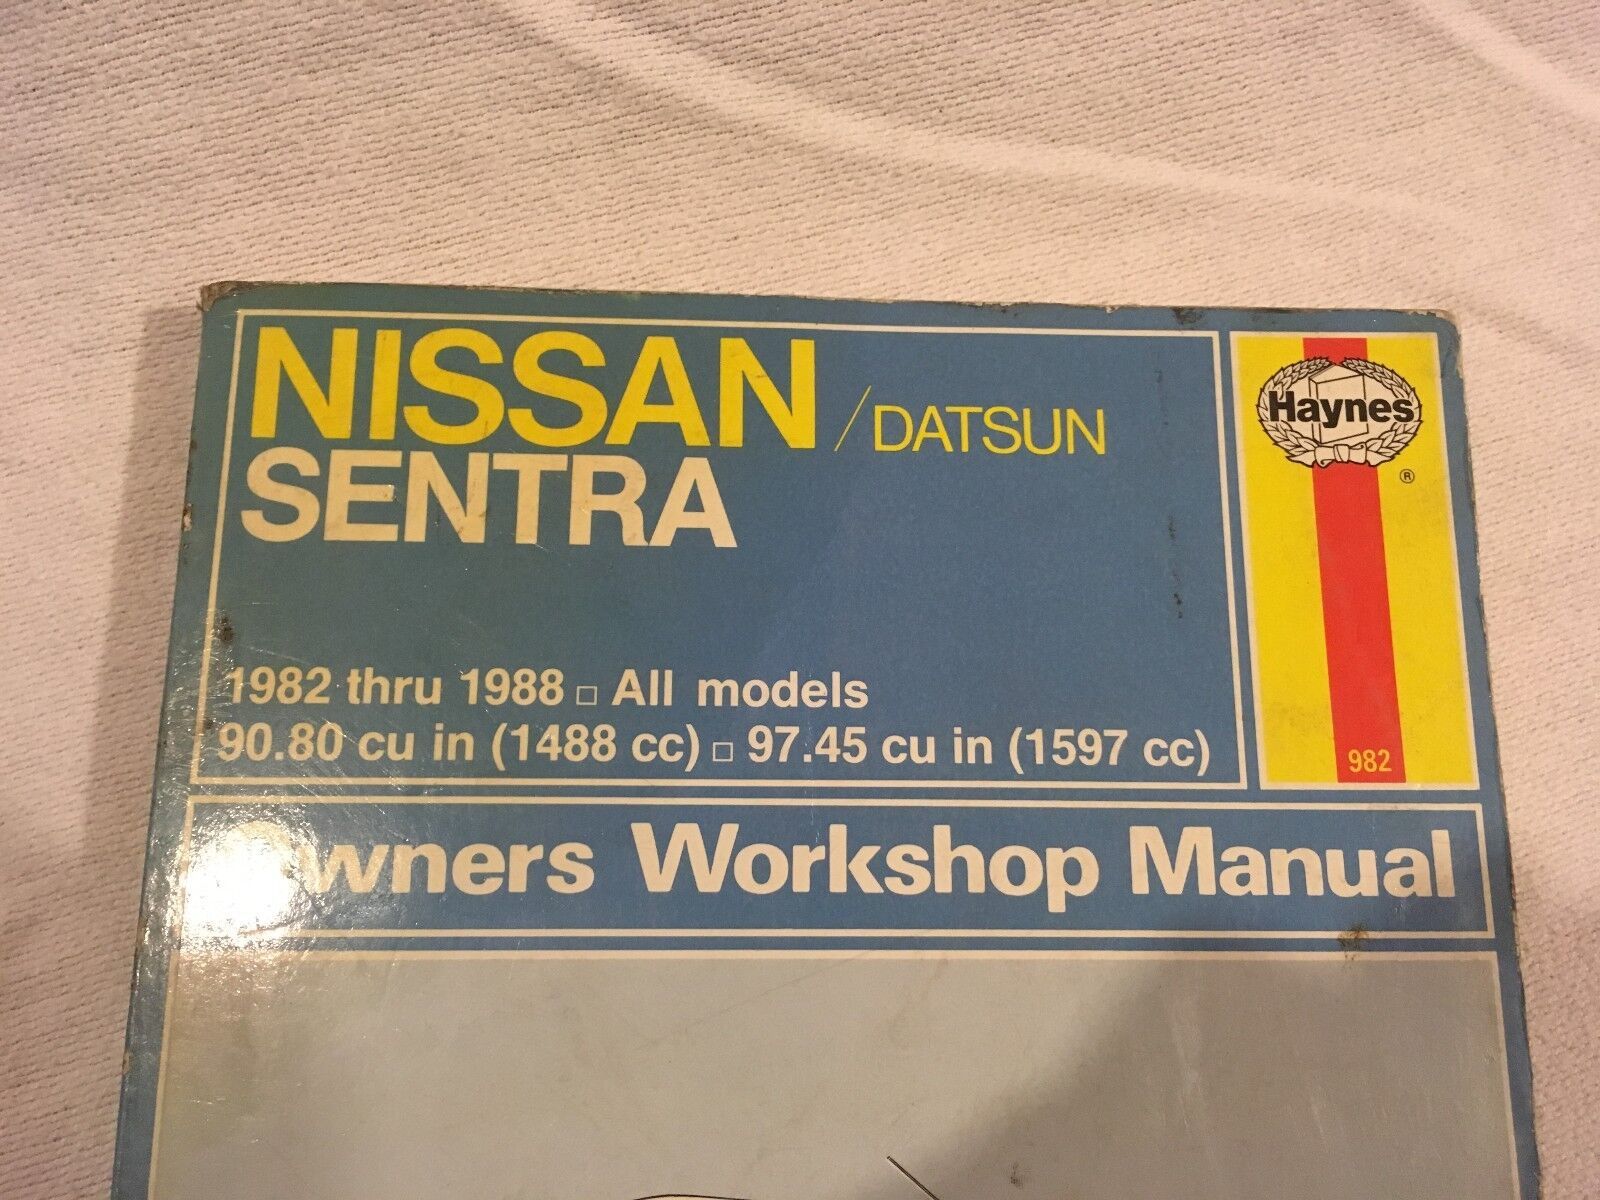 NISSAN / DATSUN
SENTRA
Haynes
®
1982 thru 1988 □ All models
90.80 cu in (1488 cc) □ 97.45 cu in (1597 cc)
982
Owners Workshop Manual